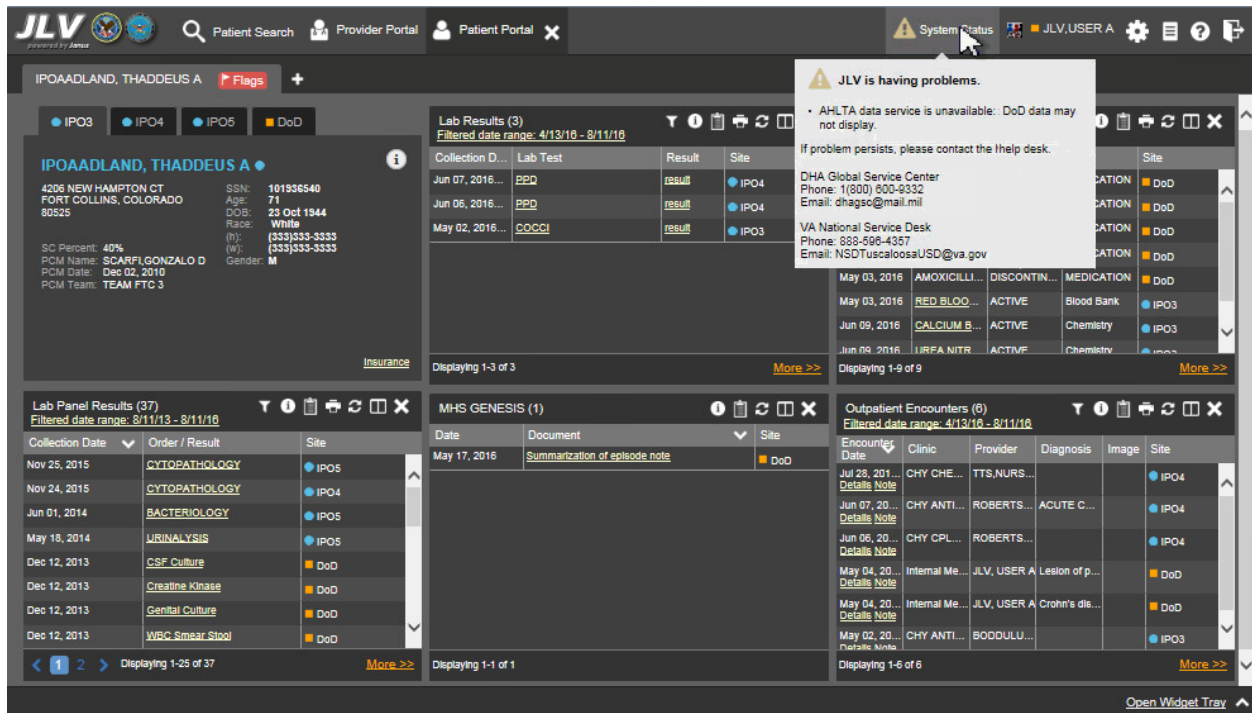 JLV
powered by Janus
Patient Search
Provider Portal
Patient Portal
System Status
JLV,USER A
IPOAADLAND, THADDEUS A
Flags
JLV is having problems.
• AHLTA data service is unavailable: DoD data may
not display.
If problem persists, please contact the Ihelp desk.
DHA Global Service Center
Phone: 1(800) 600-9332
Email: dhagsc@mail.mil
VA National Service Desk
Phone: 888-596-4357
Email: NSDTuscaloosaUSD@va.gov
IPO3 IPO4 IPO5 DoD
IPOAADLAND, THADDEUS A
4206 NEW HAMPTON CT
FORT COLLINS, COLORADO
80525
SSN: 101936540
Age: 71
DOB: 23 Oct 1944
Race: White
(h): (333)333-3333
(w): (333)333-3333
Gender: M
SC Percent: 40%
PCM Name: SCARFI,GONZALO D
PCM Date: Dec 02, 2010
PCM Team: TEAM FTC 3
Insurance
Lab Results (3)
Filtered date range: 4/13/16 - 8/11/16
Collection D... Lab Test Result Site
Jun 07, 2016... PPD result IPO4
Jun 06, 2016... PPD result IPO4
May 02, 2016... COCCI result IPO3
Displaying 1-3 of 3
More >>
Site
CATION DoD
CATION DoD
CATION DoD
CATION DoD
May 03, 2016 AMOXICILLI... DISCONTIN... MEDICATION DoD
May 03, 2016 RED BLOO... ACTIVE Blood Bank IPO3
Jun 09, 2016 CALCIUM B... ACTIVE Chemistry IPO3
Jun 09, 2016 UREA NITR ACTIVE Chemistry IPO3
Displaying 1-9 of 9
More >>
Lab Panel Results (37)
Filtered date range: 8/11/13 - 8/11/16
Collection Date Order / Result Site
Nov 25, 2015 CYTOPATHOLOGY IPO5
Nov 24, 2015 CYTOPATHOLOGY IPO4
Jun 01, 2014 BACTERIOLOGY IPO5
May 18, 2014 URINALYSIS IPO5
Dec 12, 2013 CSF Culture DoD
Dec 12, 2013 Creatine Kinase DoD
Dec 12, 2013 Genital Culture DoD
Dec 12, 2013 WBC Smear Stool DoD
1 2 Displaying 1-25 of 37
More >>
MHS GENESIS (1)
Date Document Site
May 17, 2016 Summarization of episode note DoD
Displaying 1-1 of 1
Outpatient Encounters (6)
Filtered date range: 4/13/16 - 8/11/16
Encounter Date Clinic Provider Diagnosis Image Site
Jul 28, 201... CHY CHE... TTS,NURS... IPO4
Details Note
Jun 07, 20... CHY ANTI... ROBERTS... ACUTE C... IPO4
Details Note
Jun 06, 20... CHY CPL... ROBERTS... IPO4
Details Note
May 04, 20... Internal Me... JLV, USER A Lesion of p... DoD
Details Note
May 04, 20... Internal Me... JLV, USER A Crohn's dis... DoD
Details Note
May 02, 20... CHY ANTI... BODDULU... IPO3
Details Note
Displaying 1-6 of 6
More >>
Open Widget Tray